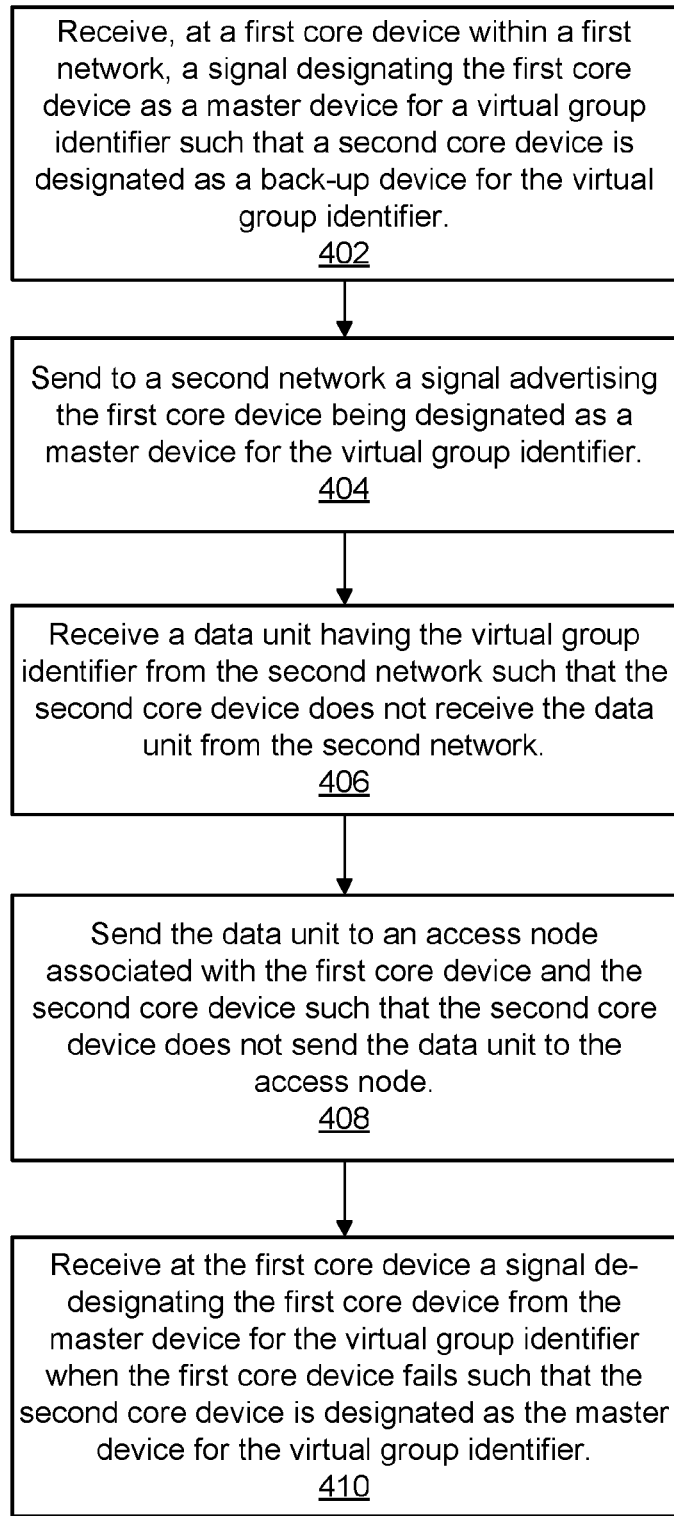 Receive, at a first core device within a first
network, a signal designating the first core
device as a master device for a virtual group
identifier such that a second core device is
designated as a back-up device for the virtual
group identifier.
402
Send to a second network a signal advertising
the first core device being designated as a
master device for the virtual group identifier.
404
Receive a data unit having the virtual group
identifier from the second network such that the
second core device does not receive the data
unit from the second network.
406
Send the data unit to an access node
associated with the first core device and the
second core device such that the second core
device does not send the data unit to the
access node.
408
Receive at the first core device a signal de-
designating the first core device from the
master device for the virtual group identifier
when the first core device fails such that the
second core device is designated as the master
device for the virtual group identifier.
410